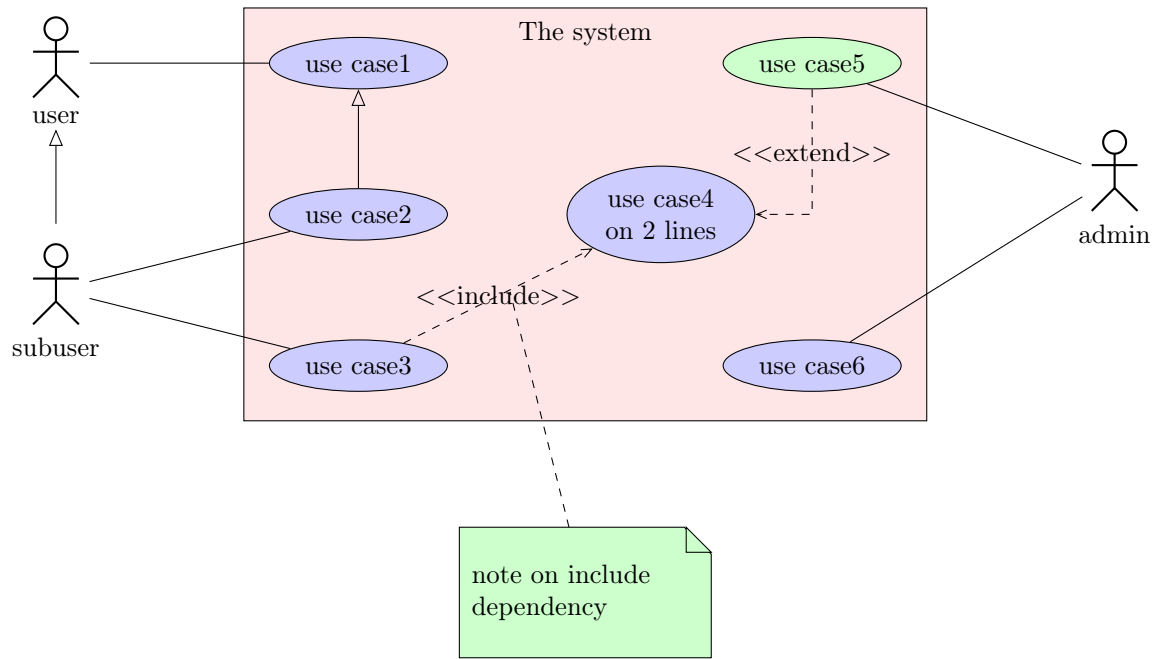 The system
user
use case1
use case5
<<extend>>
use case2
use case4
on 2 lines
admin
<<include>>
subuser
use case3
use case6
note on include
dependency